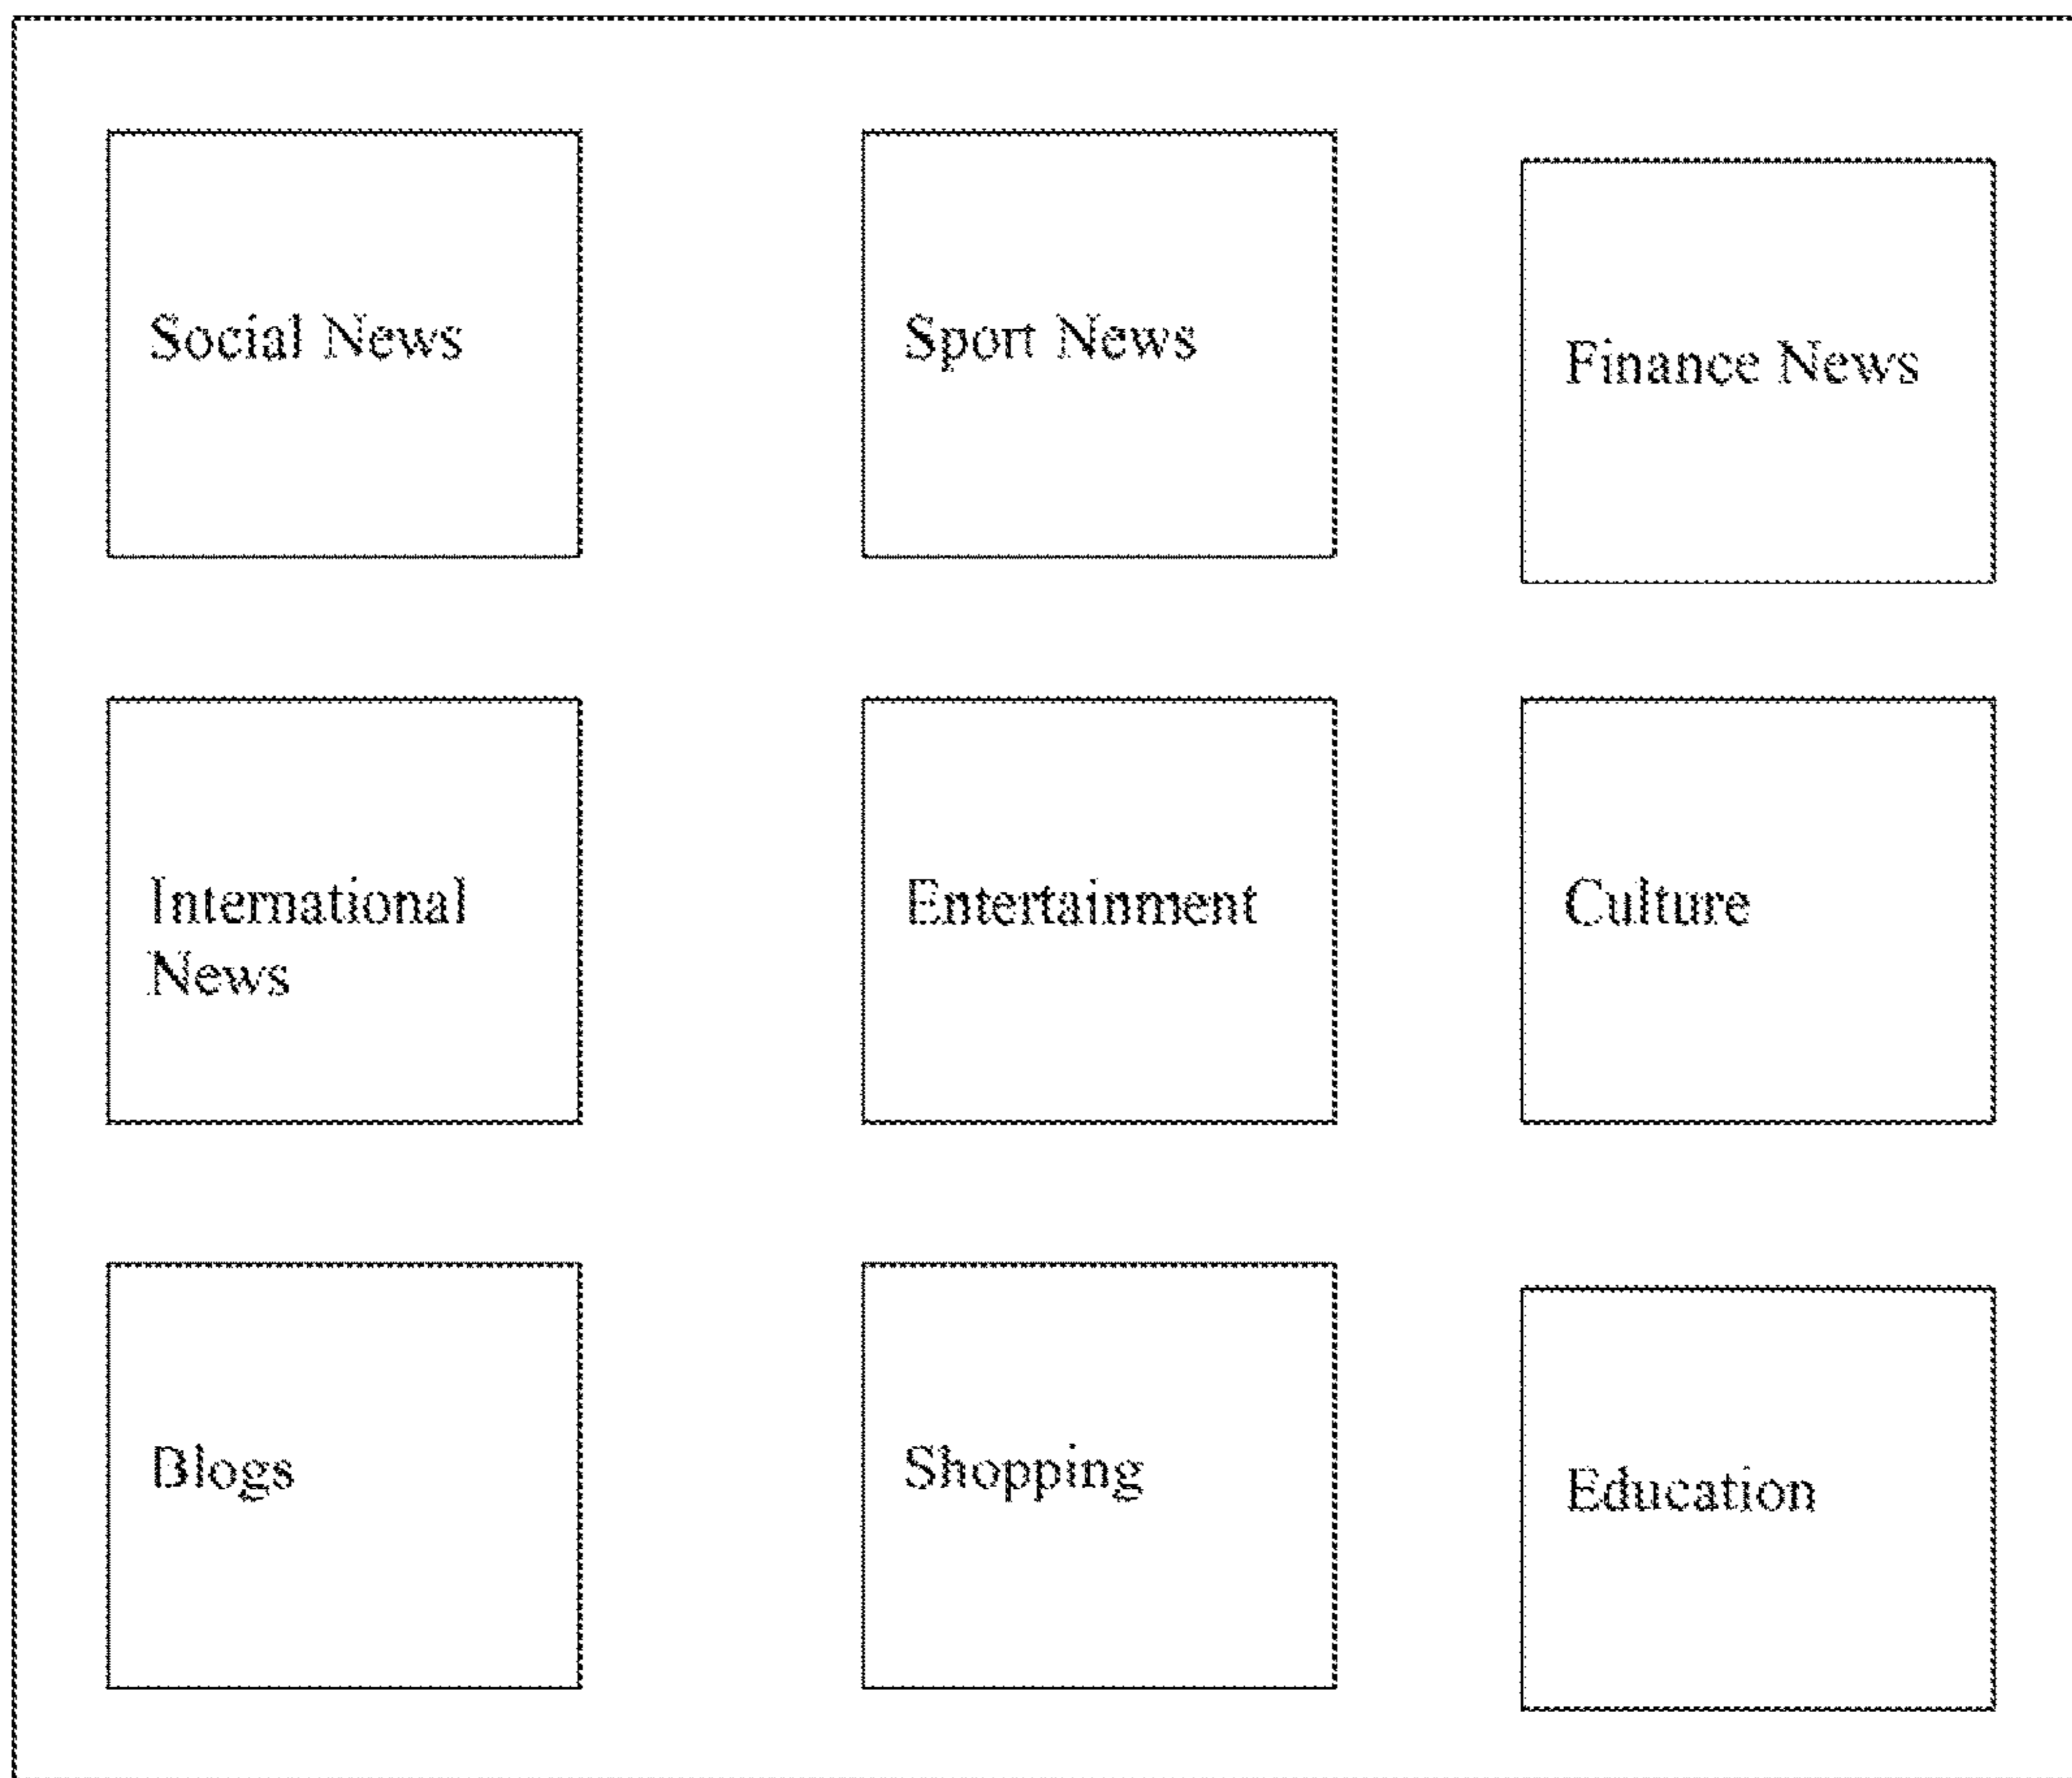 Social News
Sport News
Finance News
International
News
Entertainment
Culture
Blogs
Shopping
Education